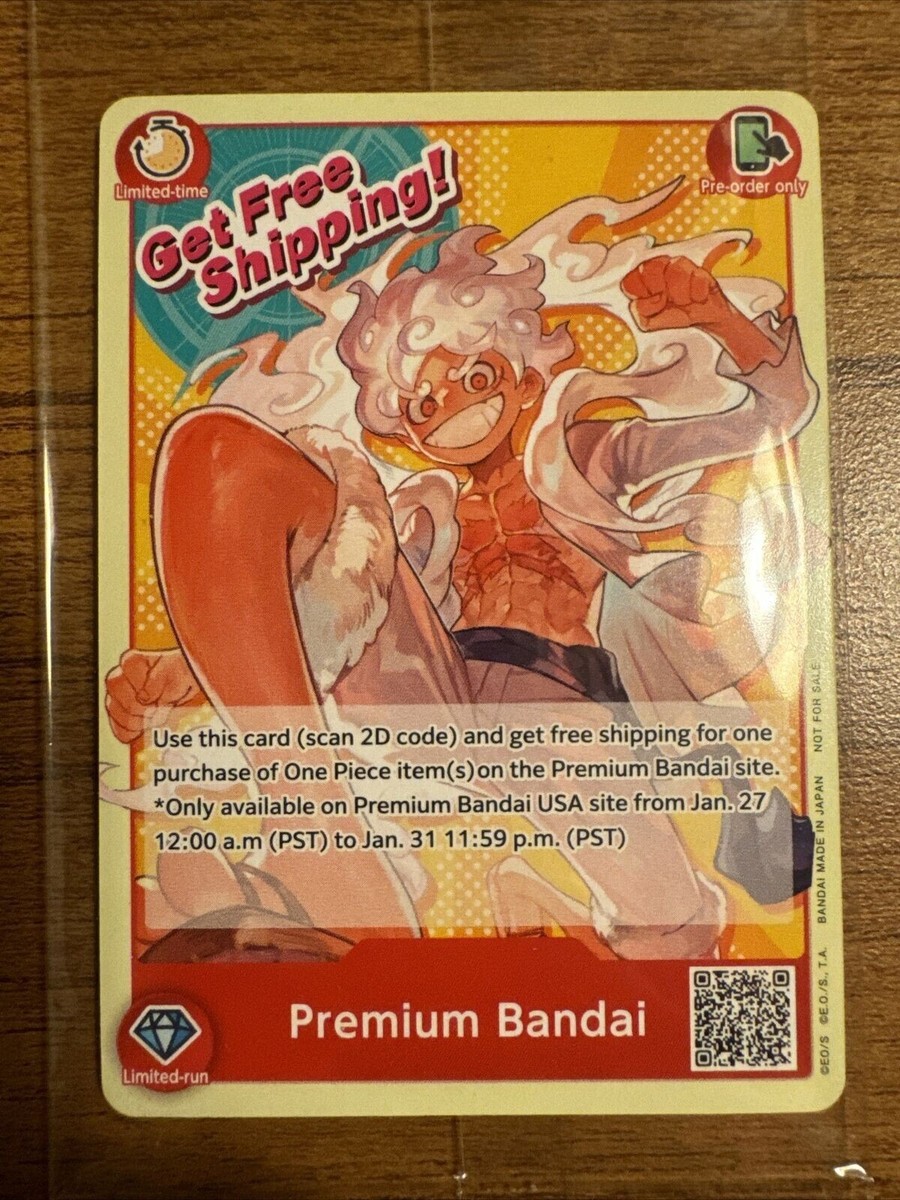 Limited-time
Pre-order only
Get Free
Shipping!
Use this card (scan 2D code) and get free shipping for one
purchase of One Piece item(s)on the Premium Bandai site.
*Only available on Premium Bandai USA site from Jan. 27
12:00 a.m (PST) to Jan. 31 11:59 p.m. (PST)
Premium Bandai
Limited-run
©EO/S ©E.O./S., T.A. BANDAI MADE IN JAPAN NOT FOR SALE